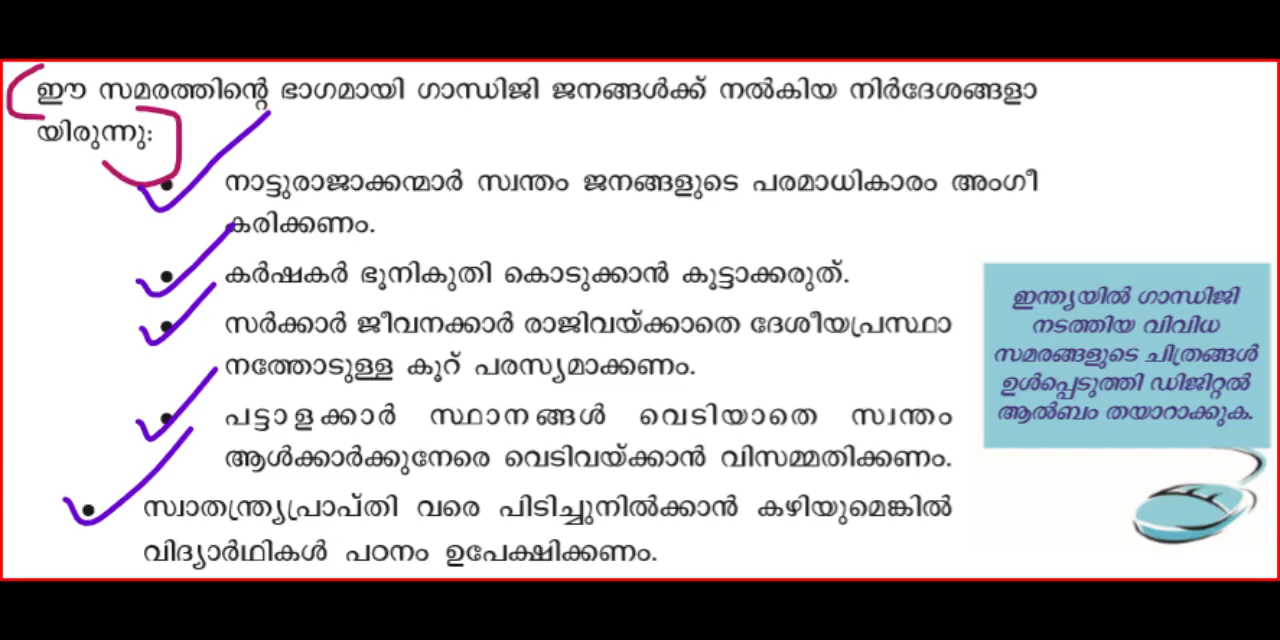 ഈ സമരത്തിന്റെ ഭാഗമായി ഗാന്ധിജി ജനങ്ങൾക്ക് നൽകിയ നിർദേശങ്ങളാ
യിരുന്നു:
• നാട്ടുരാജാക്കന്മാർ സ്വന്തം ജനങ്ങളുടെ പരമാധികാരം അംഗീ
കരിക്കണം.
• കർഷകർ ഭൂനികുതി കൊടുക്കാൻ കൂട്ടാക്കരുത്.
• സർക്കാർ ജീവനക്കാർ രാജിവയ്ക്കാതെ ദേശീയപ്രസ്ഥാ
നത്തോടുള്ള കൂറ് പരസ്യമാക്കണം.
• പട്ടാളക്കാർ സ്ഥാനങ്ങൾ വെടിയാതെ സ്വന്തം
ആൾക്കാർക്കുനേരെ വെടിവയ്ക്കാൻ വിസമ്മതിക്കണം.
• സ്വാതന്ത്ര്യപ്രാപ്തി വരെ പിടിച്ചുനിൽക്കാൻ കഴിയുമെങ്കിൽ
വിദ്യാർഥികൾ പഠനം ഉപേക്ഷിക്കണം.
ഇന്ത്യയിൽ ഗാന്ധിജി
നടത്തിയ വിവിധ
സമരങ്ങളുടെ ചിത്രങ്ങൾ
ഉൾപ്പെടുത്തി ഡിജിറ്റൽ
ആൽബം തയാറാക്കുക.